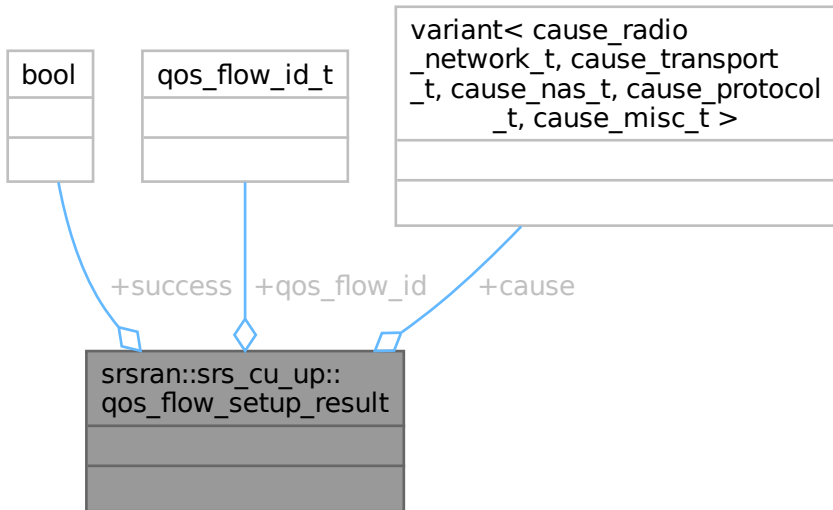 bool
qos_flow_id_t
variant< cause_radio
_network_t, cause_transport
_t, cause_nas_t, cause_protocol
_t, cause_misc_t >
+success
+qos_flow_id
+cause
srsran::srs_cu_up::
qos_flow_setup_result